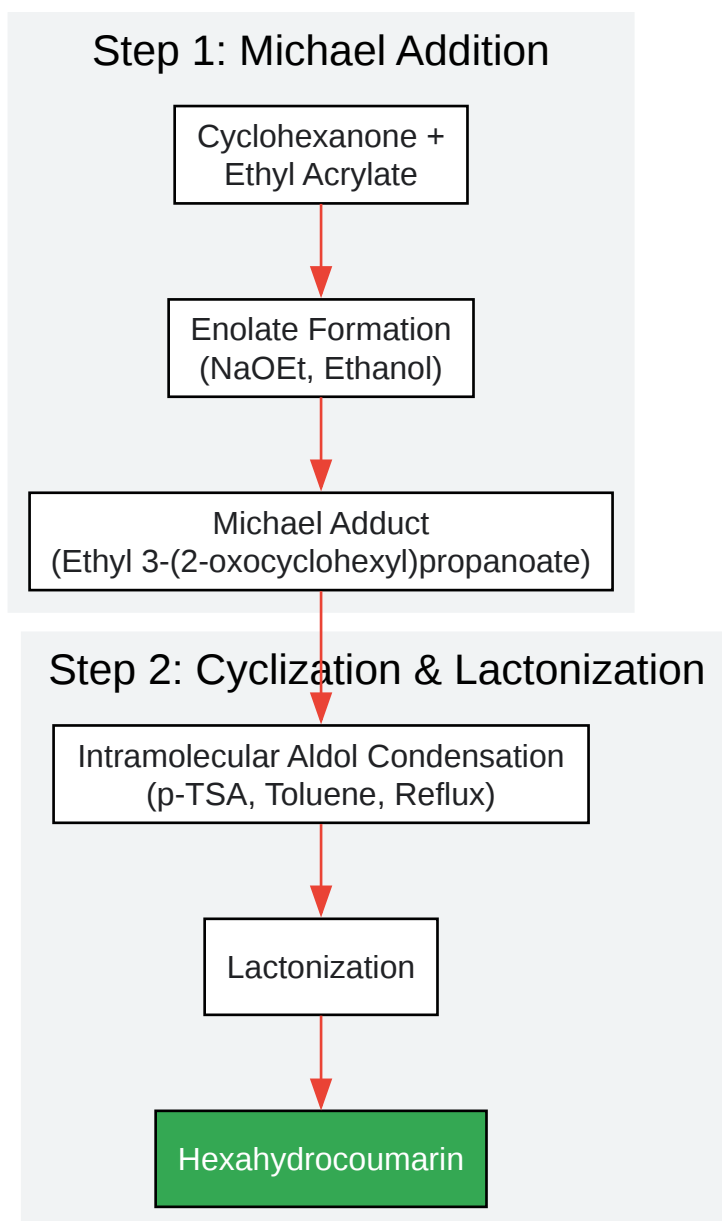 Step 1: Michael Addition
Cyclohexanone +
Ethyl Acrylate
Enolate Formation
(NaOEt, Ethanol)
Michael Adduct
(Ethyl 3-(2-oxocyclohexyl)propanoate)
Step 2: Cyclization & Lactonization
Intramolecular Aldol Condensation
(p-TSA, Toluene, Reflux)
Lactonization
Hexahydrocoumarin